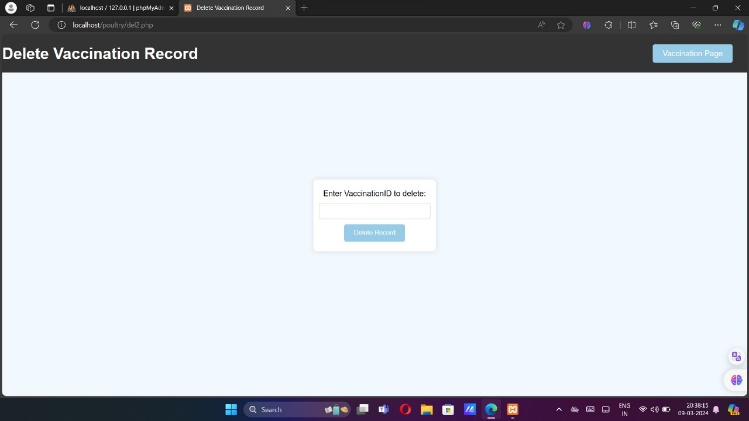 localhost / 127.0.0.1 | phpMyAdm
Delete Vaccination Record
localhost/poultry/del2.php
Delete Vaccination Record
Vaccination Page
Enter VaccinationID to delete:
Delete Record
Search
ENG
IN
20:38:15
03-03-2024